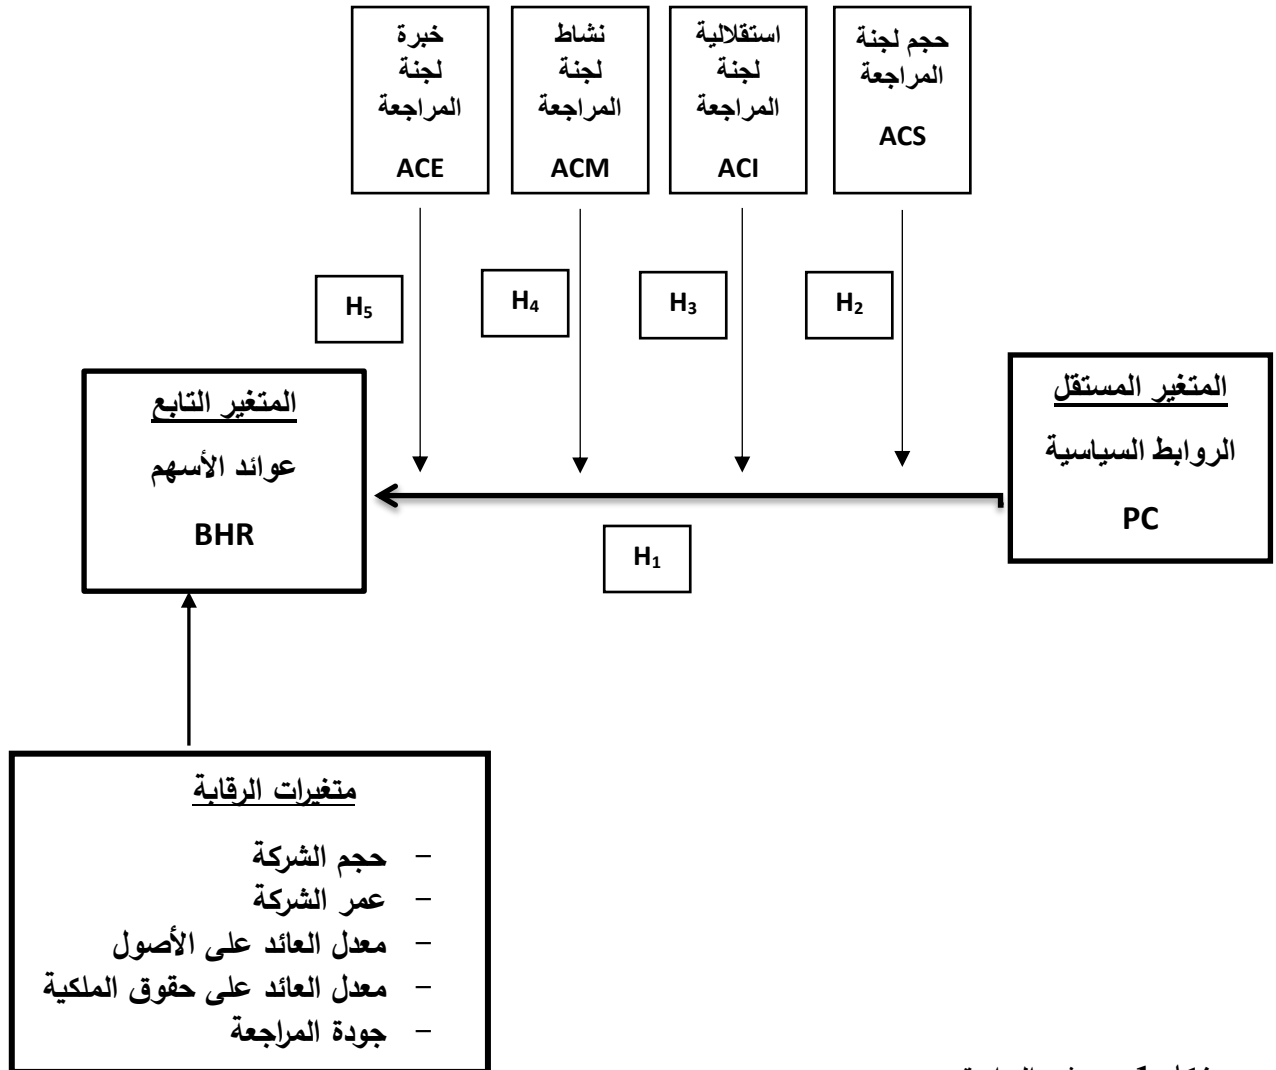 حجم لجنة
المراجعة
ACS
استقلالية
لجنة
المراجعة
ACI
نشاط
لجنة
المراجعة
ACM
خبرة
لجنة
المراجعة
ACE
H2
H3
H4
H5
المتغير المستقل
الروابط السياسية
PC
H1
المتغير التابع
عوائد الأسهم
BHR
متغيرات الرقابة
- حجم الشركة
- عمر الشركة
- معدل العائد على الأصول
- معدل العائد على حقوق الملكية
- جودة المراجعة